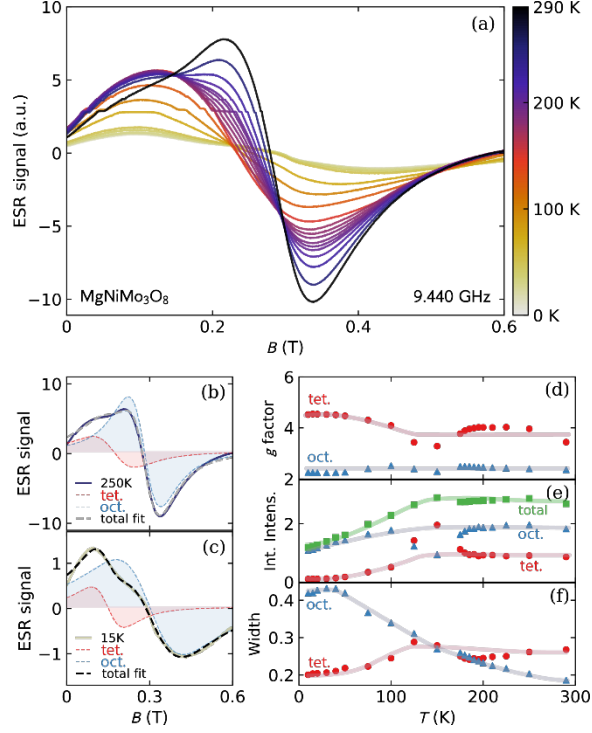 (a)
ESR signal (a.u.)
10
5
0
−5
−10
MgNiMo₃O₈
9.440 GHz
0
0.2
0.4
0.6
B (T)
290 K
200 K
100 K
0 K
(b)
ESR signal
10
0
−10
250K
tet.
oct.
total fit
(c)
ESR signal
1
0
−1
15K
tet.
oct.
total fit
0
0.3
0.6
B (T)
(d)
g factor
6
4
2
tet.
oct.
(e)
Int. Intens.
2
0
total
oct.
tet.
(f)
Width
0.4
0.3
0.2
oct.
tet.
0
100
200
300
T (K)